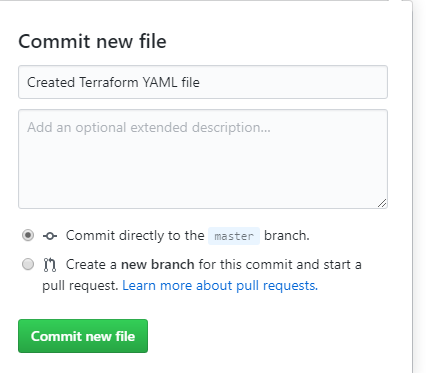 Commit new file
Created Terraform YAML file
Add an optional extended description...
Commit directly to the master branch.
Create a new branch for this commit and start a
pull request. Learn more about pull requests.
Commit new file